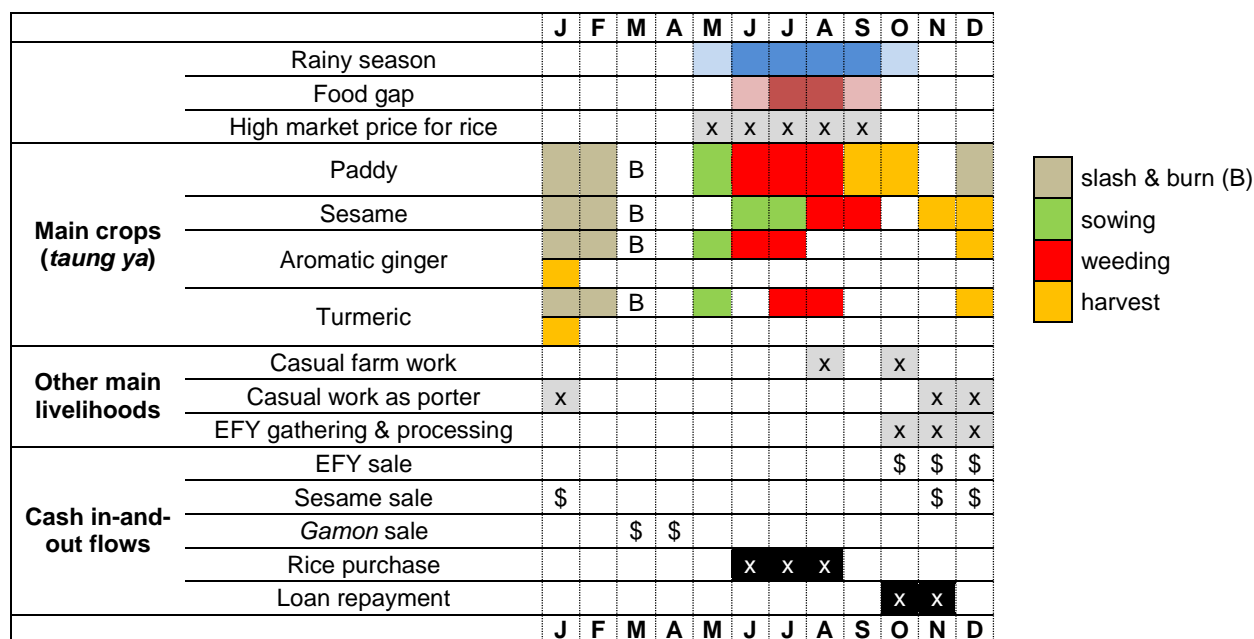 J F M A M J J A S O N D
Rainy season
Food gap
High market price for rice x x x x x
Main crops
(taung ya)
Paddy B
Sesame B
Aromatic ginger B
Turmeric B
slash & burn (B)
sowing
weeding
harvest
Other main
livelihoods
Casual farm work x x
Casual work as porter x x x
EFY gathering & processing x x x
Cash in-and-
out flows
EFY sale $ $ $
Sesame sale $ $ $
Gamon sale $ $
Rice purchase x x x
Loan repayment x x
J F M A M J J A S O N D